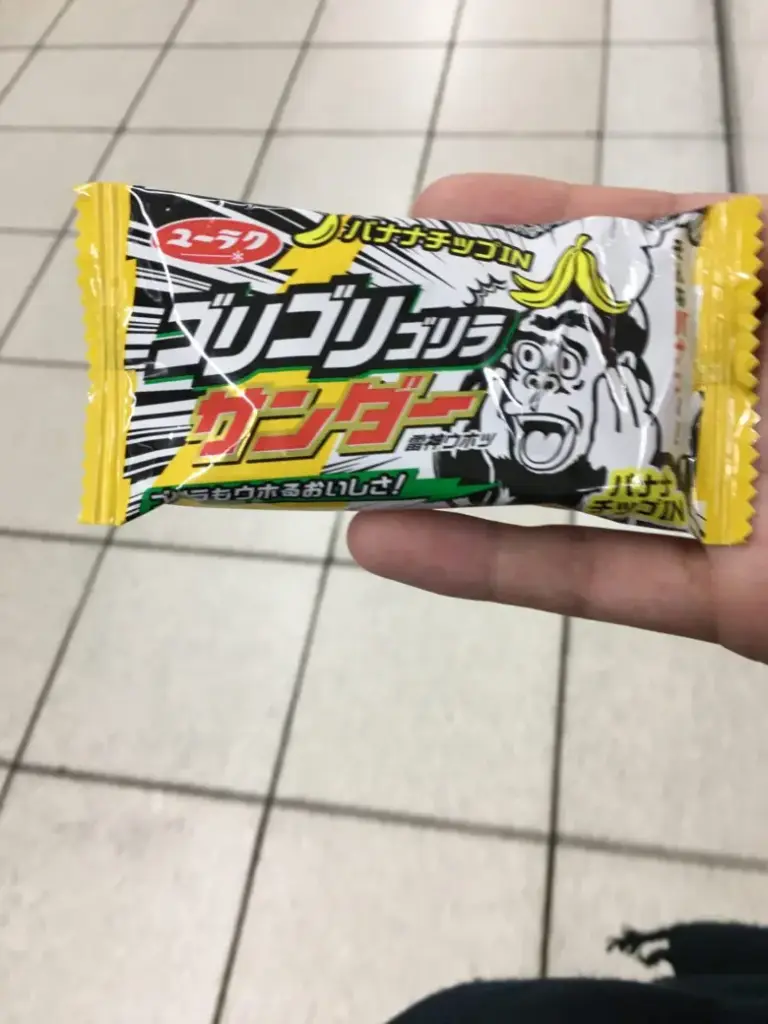 ユーラク
バナナチップIN
ゴリゴリゴリラ
サンダー
雷神ウホッ
ゴリラもウホるおいしさ!
バナナ
チップIN